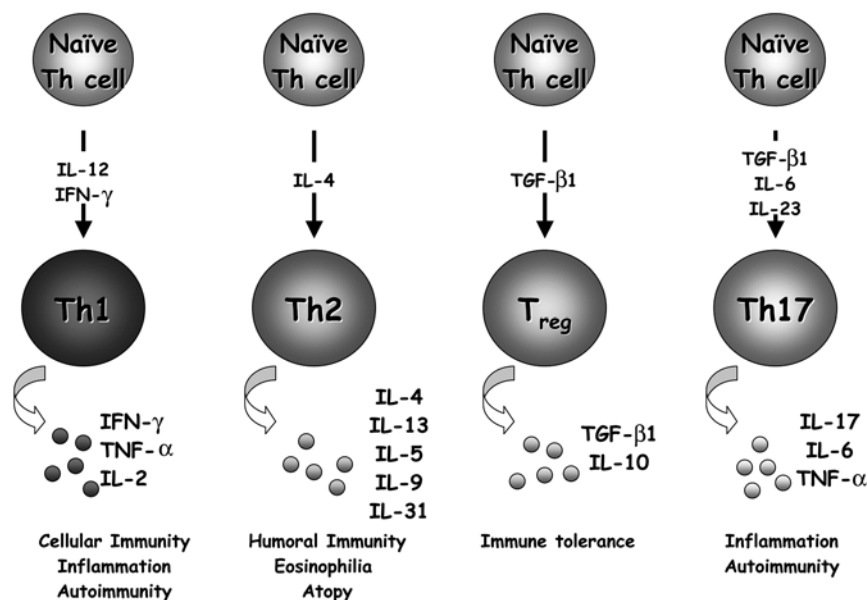 Naïve
Th cell
IL-12
IFN-γ
Th1
IFN-γ
TNF-α
IL-2
Cellular Immunity
Inflammation
Autoimmunity
Naïve
Th cell
IL-4
Th2
IL-4
IL-13
IL-5
IL-9
IL-31
Humoral Immunity
Eosinophilia
Atopy
Naïve
Th cell
TGF-β1
Treg
TGF-β1
IL-10
Immune tolerance
Naïve
Th cell
TGF-β1
IL-6
IL-23
Th17
IL-17
IL-6
TNF-α
Inflammation
Autoimmunity